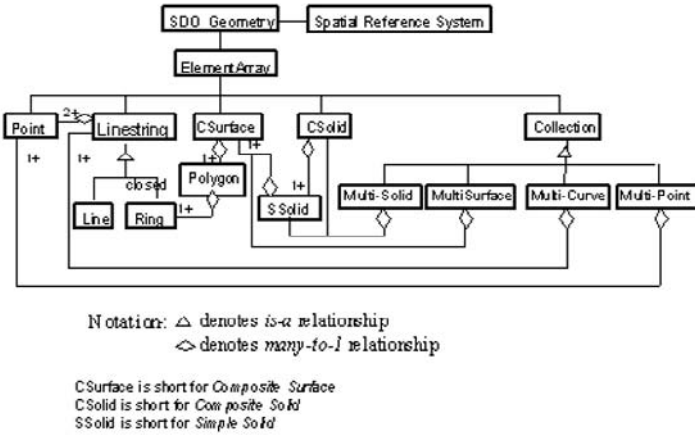 SDO_Geometry
Spatial Reference System
ElementArray
Point
2+
Linestring
CSurface
CSolid
Collection
1+
1+
1+
1+
closed
Polygon
1+
SSolid
Multi-Solid
MultiSurface
Multi-Curve
Multi-Point
Line
Ring
1+
Notation: denotes is-a relationship
denotes many-to-1 relationship
CSurface is short for Composite Surface
CSolid is short for Composite Solid
SSolid is short for Simple Solid